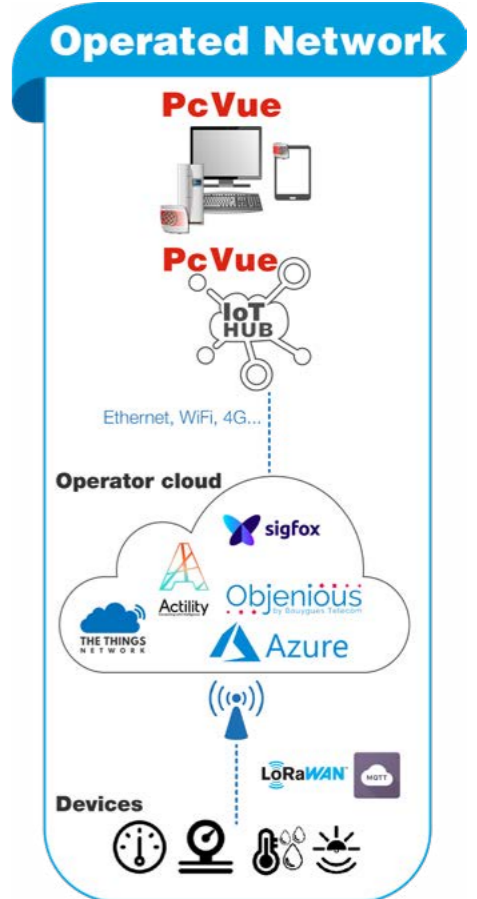 Operated Network
PcVue
PcVue
IoT
HUB
Ethernet, WiFi, 4G...
Operator cloud
sigfox
Actility
Objenious
by Bouygues Telecom
THE THINGS
NETWORK
Azure
LoRaWAN
MQTT
Devices